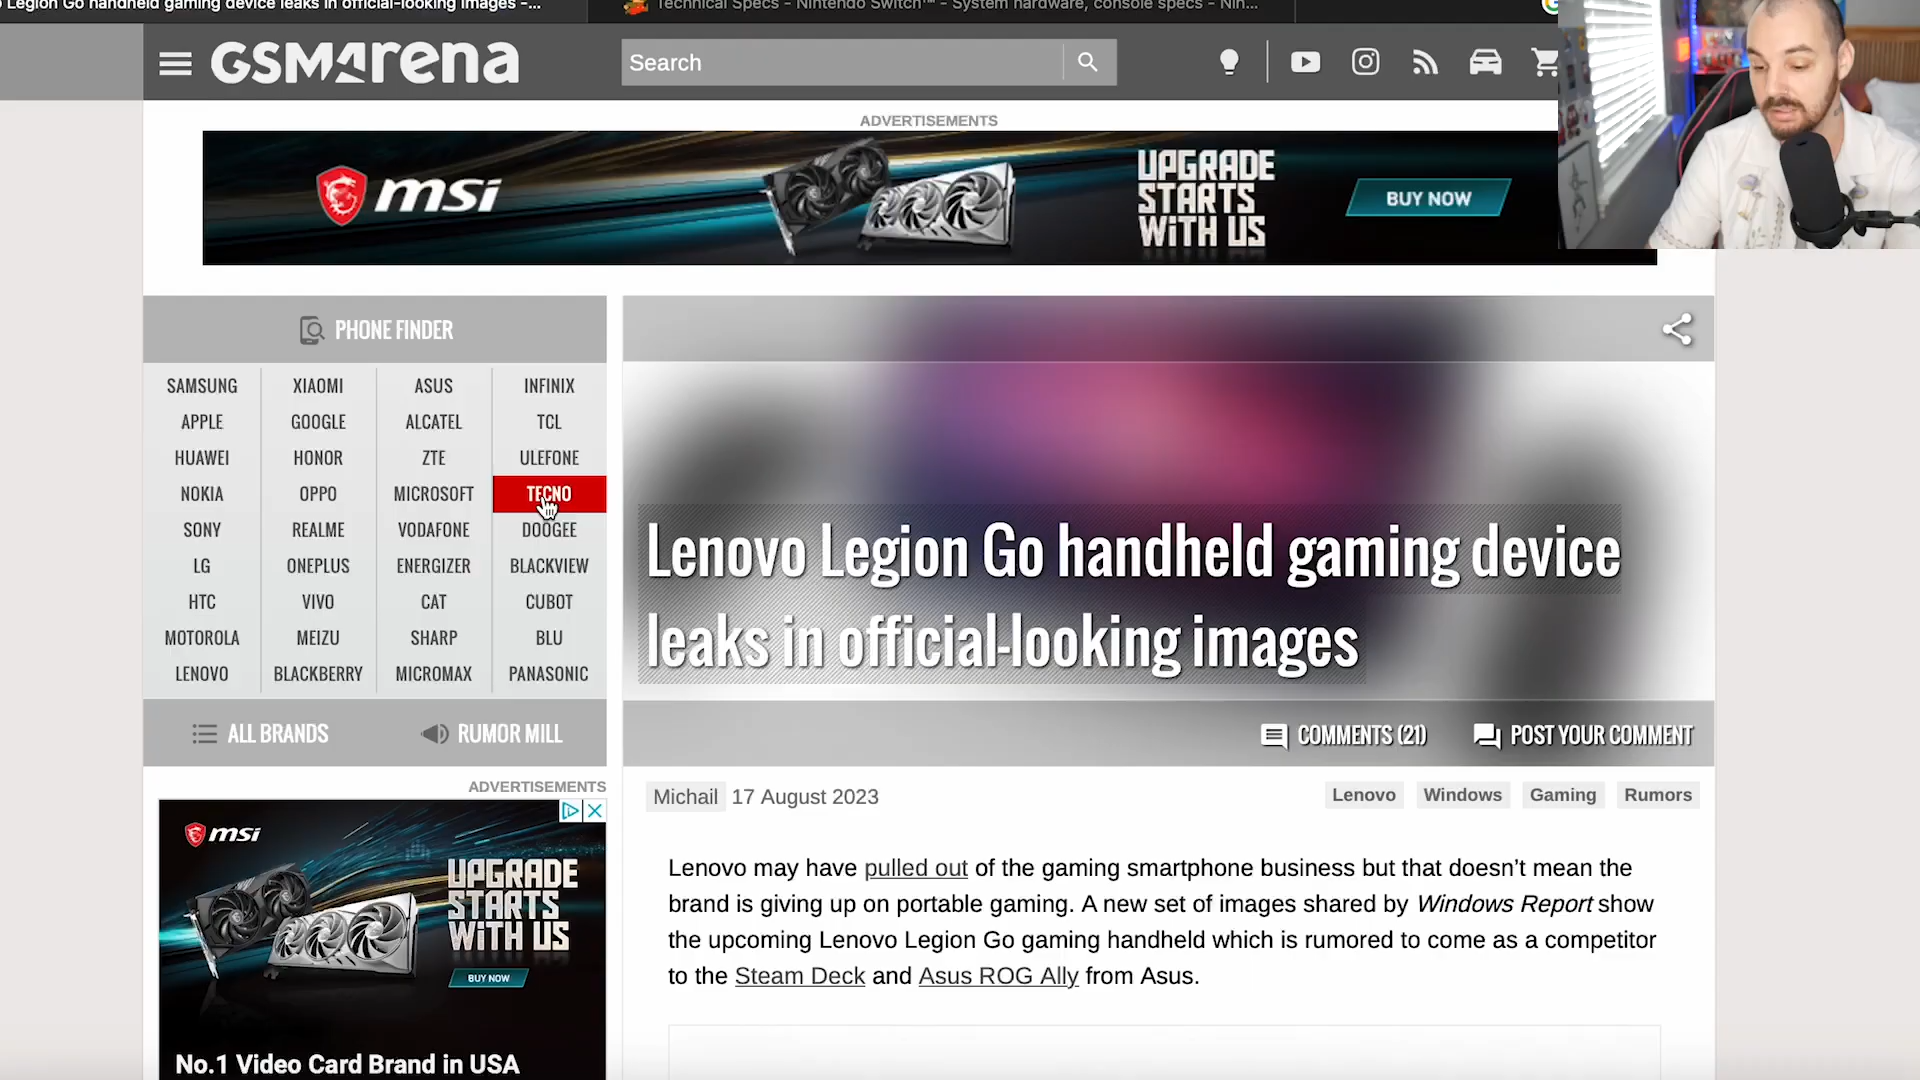 Legion Go handheld gaming device leaks in official-looking images -...
Technical Specs - Nintendo Switch™ - System hardware, console specs - Nin...
GSMArena
Search
ADVERTISEMENTS
msi
UPGRADE
STARTS
WITH US
BUY NOW
PHONE FINDER
SAMSUNG XIAOMI ASUS INFINIX
APPLE GOOGLE ALCATEL TCL
HUAWEI HONOR ZTE ULEFONE
NOKIA OPPO MICROSOFT TECNO
SONY REALME VODAFONE DOOGEE
LG ONEPLUS ENERGIZER BLACKVIEW
HTC VIVO CAT CUBOT
MOTOROLA MEIZU SHARP BLU
LENOVO BLACKBERRY MICROMAX PANASONIC
ALL BRANDS RUMOR MILL
ADVERTISEMENTS
msi
UPGRADE
STARTS
WITH US
BUY NOW
No.1 Video Card Brand in USA
Lenovo Legion Go handheld gaming device
leaks in official-looking images
COMMENTS (21) POST YOUR COMMENT
Michail 17 August 2023
Lenovo Windows Gaming Rumors
Lenovo may have pulled out of the gaming smartphone business but that doesn't mean the
brand is giving up on portable gaming. A new set of images shared by Windows Report show
the upcoming Lenovo Legion Go gaming handheld which is rumored to come as a competitor
to the Steam Deck and Asus ROG Ally from Asus.